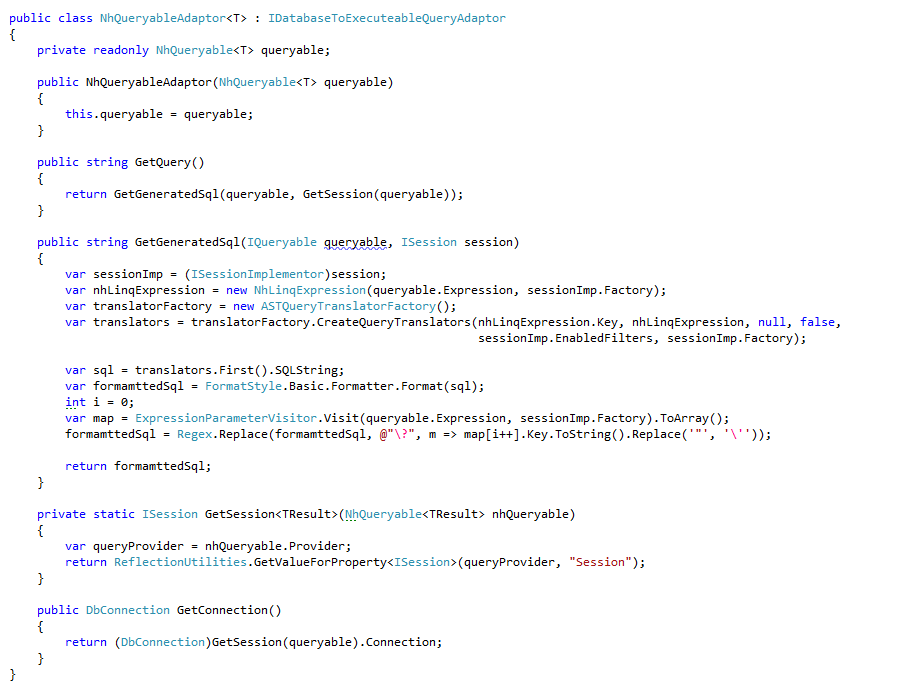 public class NhQueryableAdaptor<T> : IDatabaseToExecuteableQueryAdaptor
{
    private readonly NhQueryable<T> queryable;

    public NhQueryableAdaptor(NhQueryable<T> queryable)
    {
        this.queryable = queryable;
    }

    public string GetQuery()
    {
        return GetGeneratedSql(queryable, GetSession(queryable));
    }

    public string GetGeneratedSql(IQueryable queryable, ISession session)
    {
        var sessionImp = (ISessionImplementor)session;
        var nhLinqExpression = new NhLinqExpression(queryable.Expression, sessionImp.Factory);
        var translatorFactory = new ASTQueryTranslatorFactory();
        var translators = translatorFactory.CreateQueryTranslators(nhLinqExpression.Key, nhLinqExpression, null, false,
                                                                   sessionImp.EnabledFilters, sessionImp.Factory);

        var sql = translators.First().SQLString;
        var formamttedSql = FormatStyle.Basic.Formatter.Format(sql);
        int i = 0;
        var map = ExpressionParameterVisitor.Visit(queryable.Expression, sessionImp.Factory).ToArray();
        formamttedSql = Regex.Replace(formamttedSql, @"\?", m => map[i++].Key.ToString().Replace('"', '\''));

        return formamttedSql;
    }

    private static ISession GetSession<TResult>(NhQueryable<TResult> nhQueryable)
    {
        var queryProvider = nhQueryable.Provider;
        return ReflectionUtilities.GetValueForProperty<ISession>(queryProvider, "Session");
    }

    public DbConnection GetConnection()
    {
        return (DbConnection)GetSession(queryable).Connection;
    }
}